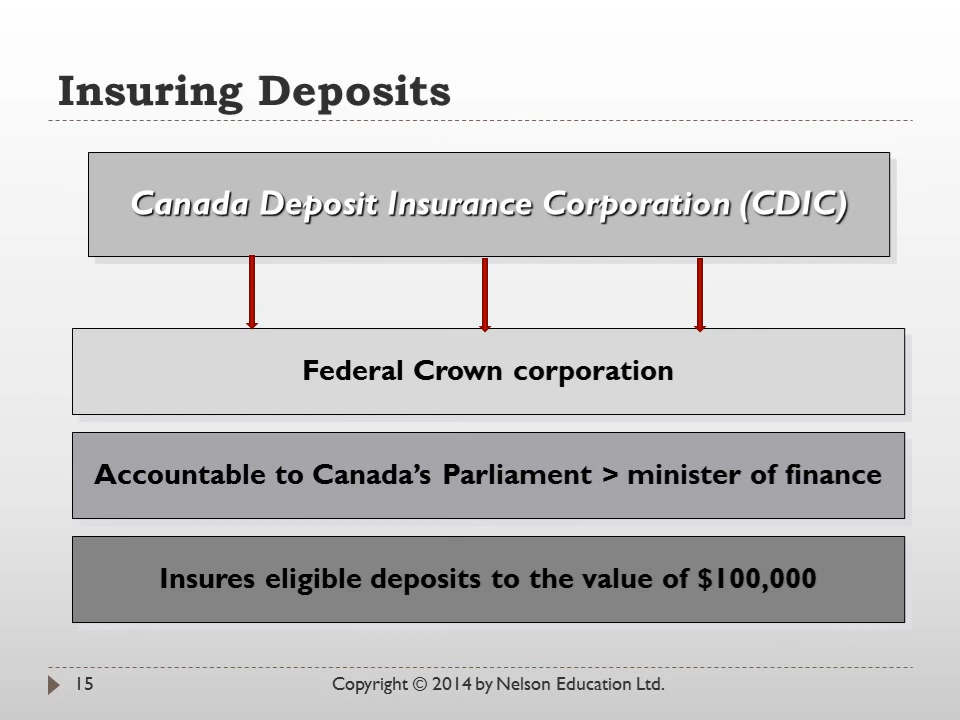 Insuring Deposits
Canada Deposit Insurance Corporation (CDIC)
Federal Crown corporation
Accountable to Canada’s Parliament > minister of finance
Insures eligible deposits to the value of $100,000
15
Copyright © 2014 by Nelson Education Ltd.